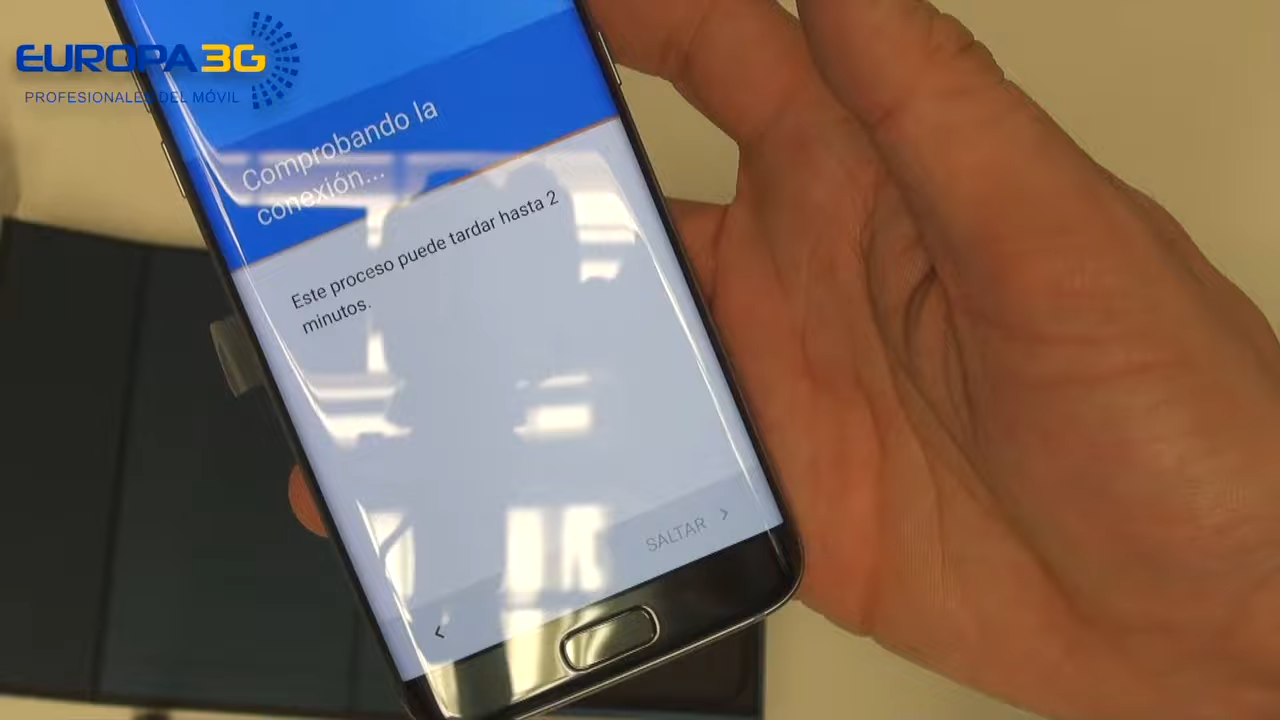 EUROPA3G
PROFESIONALES DEL MÓVIL
Comprobando la
conexión...
Este proceso puede tardar hasta 2
minutos.
SALTAR